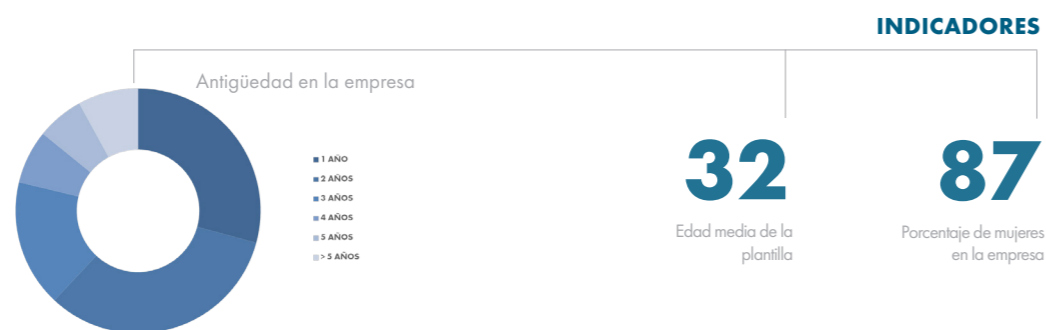 INDICADORES
Antigüedad en la empresa
1 AÑO
2 AÑOS
3 AÑOS
4 AÑOS
5 AÑOS
> 5 AÑOS
32
Edad media de la
plantilla
87
Porcentaje de mujeres
en la empresa